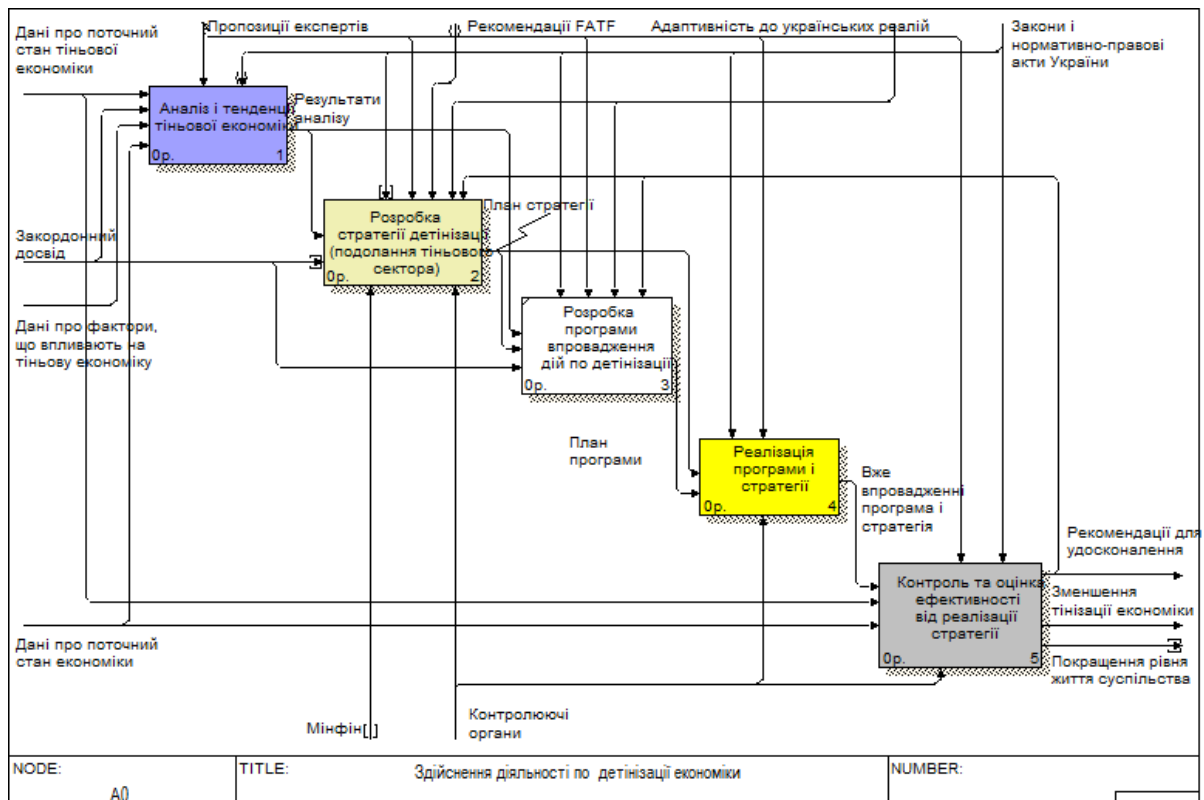 Дані про поточний
стан тіньової
економіки
Пропозиції експертів
Рекомендації FATF
Адаптивність до українських реалій
Закони і
нормативно-правові
акти України
Аналіз і тенденції
тіньової економіки
0р.
1
Результати
аналізу
План стратегії
Розробка
стратегії детінізації
(подолання тіньового
сектора)
0р.
2
Закордонний
досвід
Дані про фактори,
що впливають на
тіньову економіку
Розробка
програми
впровадження
дій по детінізації
0р.
3
План
програми
Реалізація
програми і
стратегії
0р.
4
Вже
впровадженні
програма і
стратегія
Рекомендації для
удосконалення
Контроль та оцінка
ефективності
від реалізації
стратегії
0р.
5
Зменшення
тінізації економіки
Покращення рівня
життя суспільства
Дані про поточний
стан економіки
Мінфін
Контролюючі
органи
NODE:
A0
TITLE:
Здійснення діяльності по детінізації економіки
NUMBER: